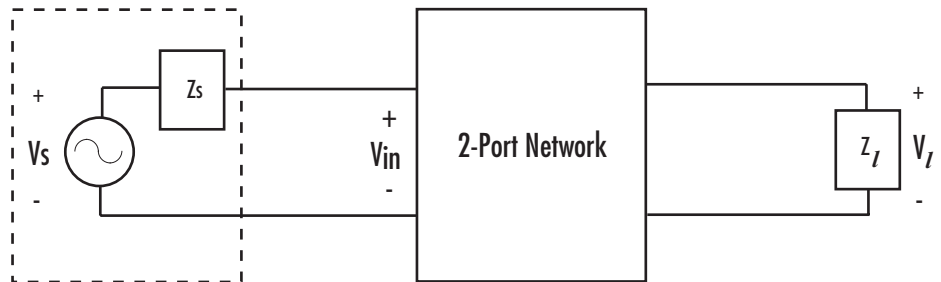 Zs
+
Vs
-
+
Vin
-
2-Port Network
Zl
+
Vl
-